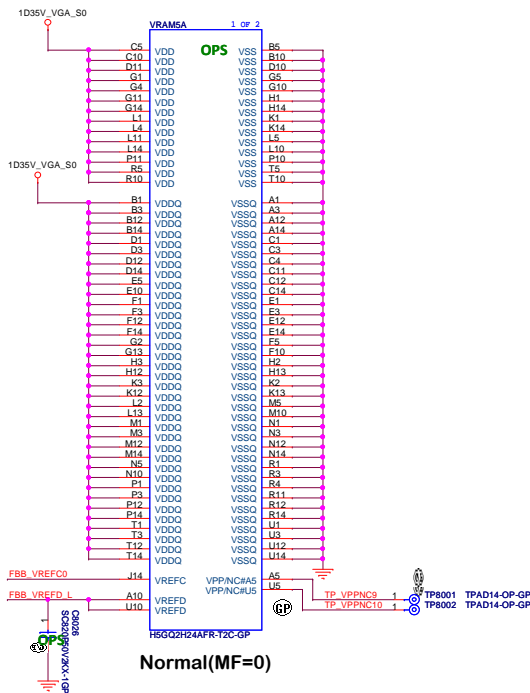 1D35V_VGA_S0
VRAM5A 1 OF 2
OPS
C5 VDD VSS B5
C10 VDD VSS B10
D11 VDD VSS D10
G1 VDD VSS G5
G4 VDD VSS G10
G11 VDD VSS H1
G14 VDD VSS H14
L1 VDD VSS K1
L4 VDD VSS K14
L11 VDD VSS L5
L14 VDD VSS L10
P11 VDD VSS P10
R5 VDD VSS T5
R10 VDD VSS T10
1D35V_VGA_S0
B1 VDDQ VSSQ A1
B3 VDDQ VSSQ A3
B12 VDDQ VSSQ A12
B14 VDDQ VSSQ A14
D1 VDDQ VSSQ C1
D3 VDDQ VSSQ C3
D12 VDDQ VSSQ C4
D14 VDDQ VSSQ C11
E5 VDDQ VSSQ C12
E10 VDDQ VSSQ C14
F1 VDDQ VSSQ E1
F3 VDDQ VSSQ E3
F12 VDDQ VSSQ E12
F14 VDDQ VSSQ E14
G2 VDDQ VSSQ F5
G13 VDDQ VSSQ F10
H3 VDDQ VSSQ H2
H12 VDDQ VSSQ H13
K3 VDDQ VSSQ K2
K12 VDDQ VSSQ K13
L2 VDDQ VSSQ M5
L13 VDDQ VSSQ M10
M1 VDDQ VSSQ N1
M3 VDDQ VSSQ N3
M12 VDDQ VSSQ N12
M14 VDDQ VSSQ N14
N5 VDDQ VSSQ R1
N10 VDDQ VSSQ R3
P1 VDDQ VSSQ R4
P3 VDDQ VSSQ R11
P12 VDDQ VSSQ R12
P14 VDDQ VSSQ R14
T1 VDDQ VSSQ U1
T3 VDDQ VSSQ U3
T12 VDDQ VSSQ U12
T14 VDDQ VSSQ U14
FBB_VREFC0 J14 VREFC VPP/NC#A5 A5
VPP/NC#U5 U5
FBB_VREFD_L A10 VREFD TP_VPPNC9 1 TP8001 TPAD14-OP-GP
U10 VREFD TP_VPPNC10 1 TP8002 TPAD14-OP-GP
GP
H5GQ2H24AFR-T2C-GP
1
C8026
OPS
Normal(MF=0)